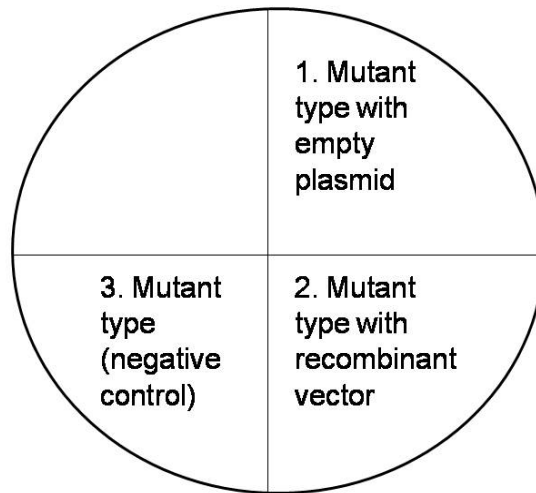 1. Mutant
type with
empty
plasmid
2. Mutant
type with
recombinant
vector
3. Mutant
type
(negative
control)